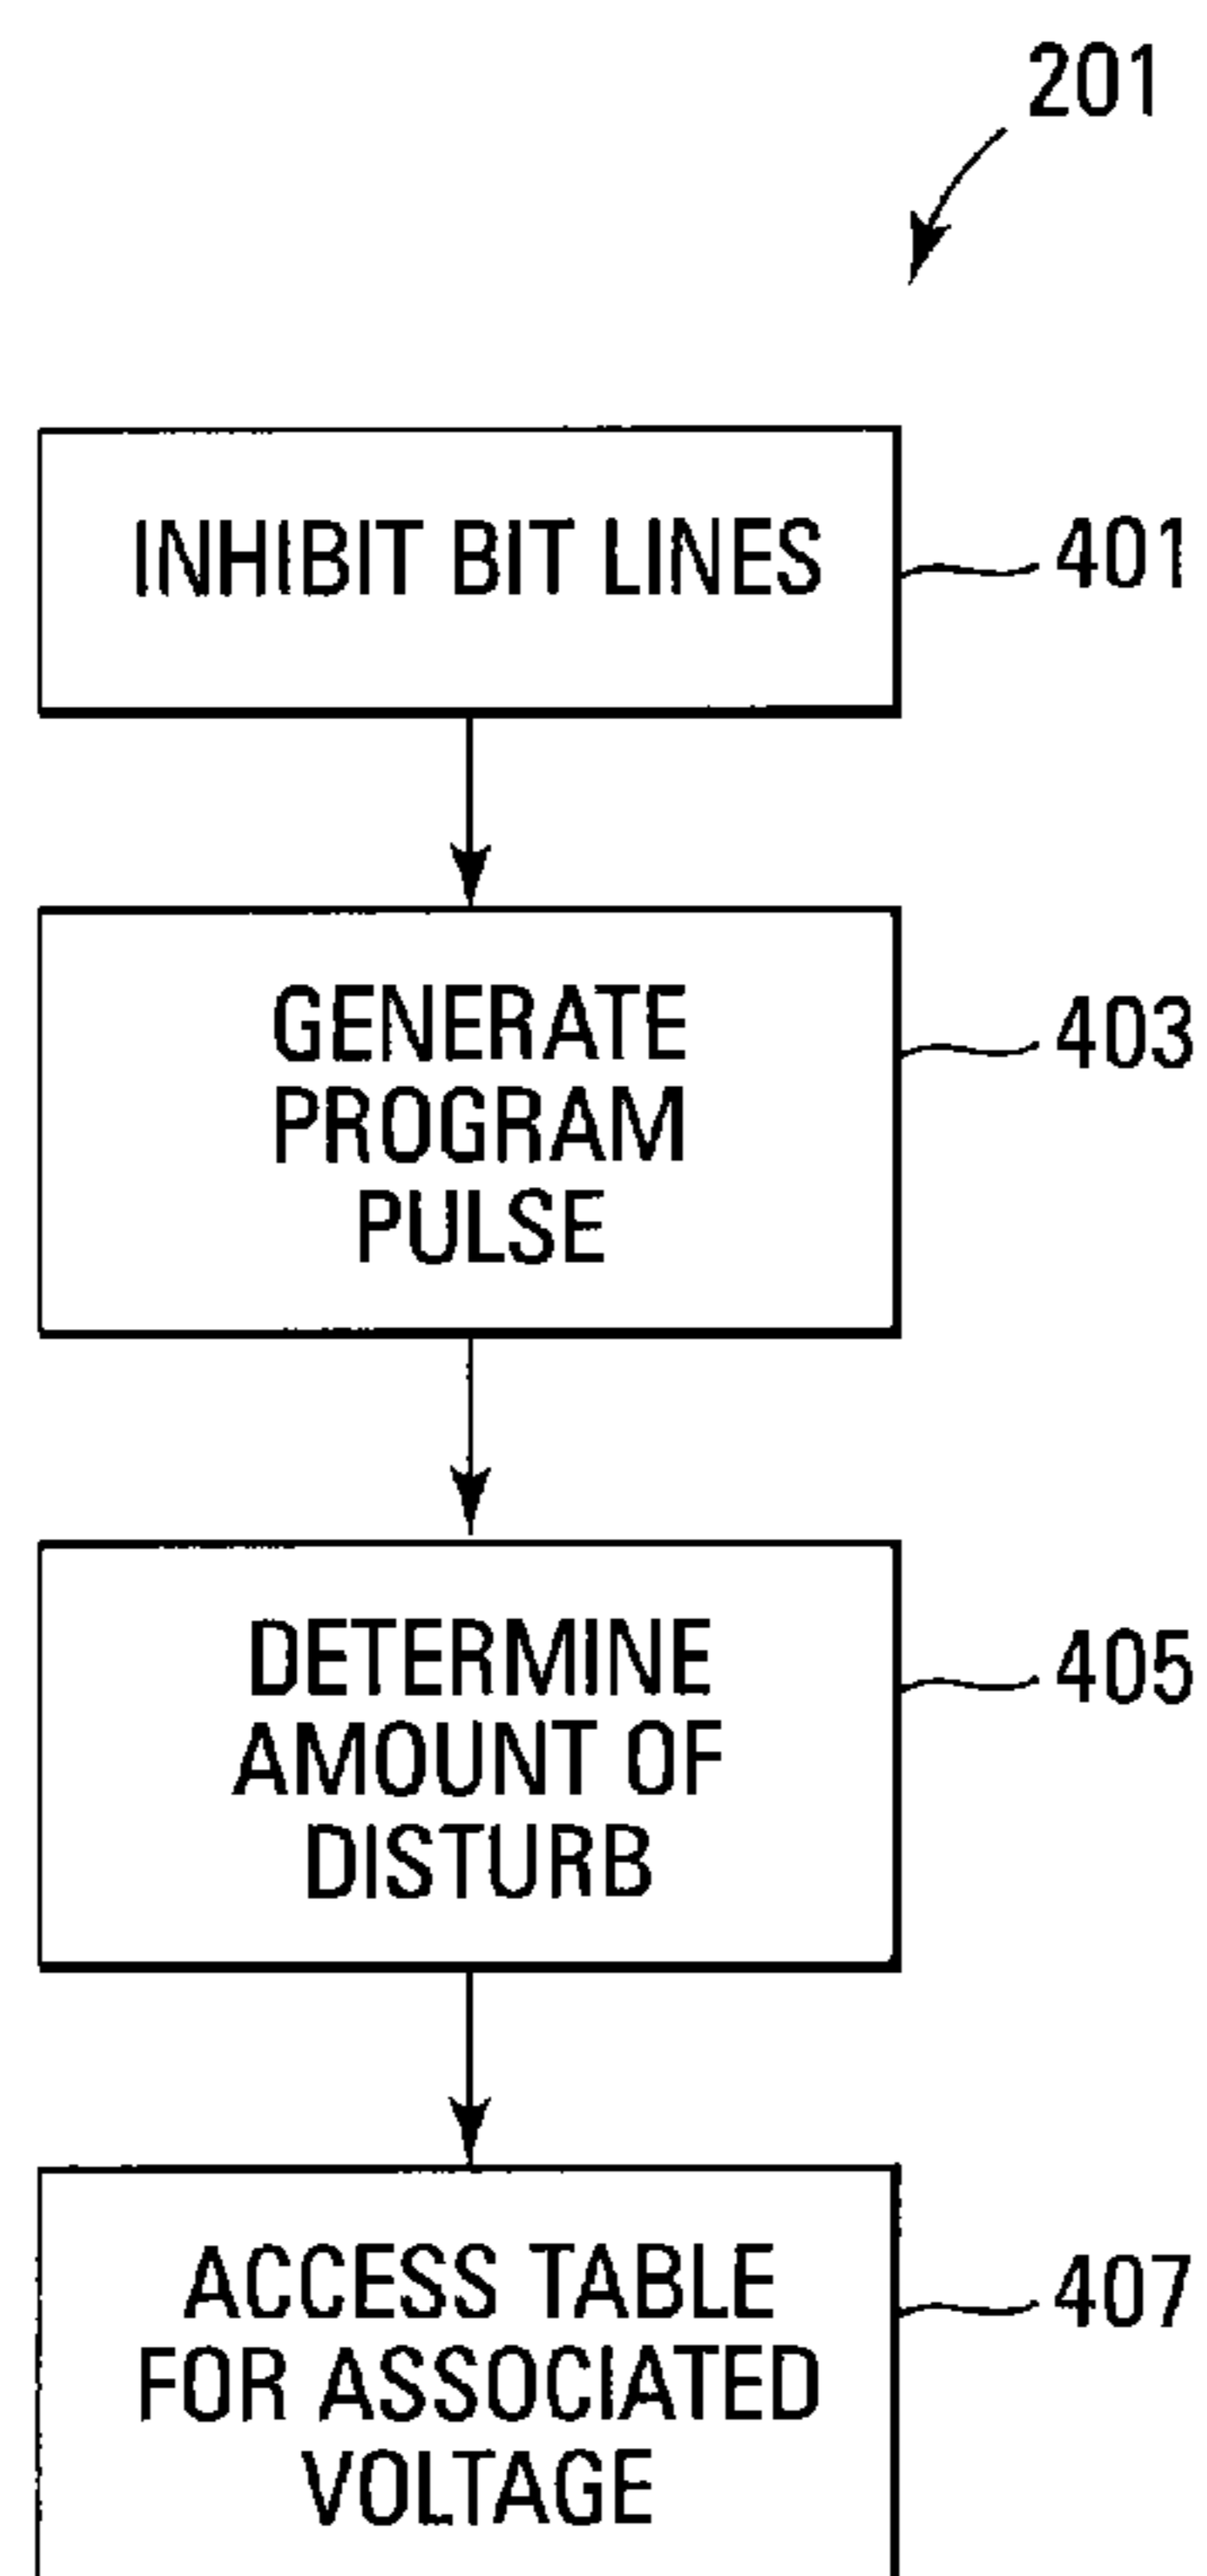 201
INHIBIT BIT LINES
401
GENERATE
PROGRAM
PULSE
403
DETERMINE
AMOUNT OF
DISTURB
405
ACCESS TABLE
FOR ASSOCIATED
VOLTAGE
407